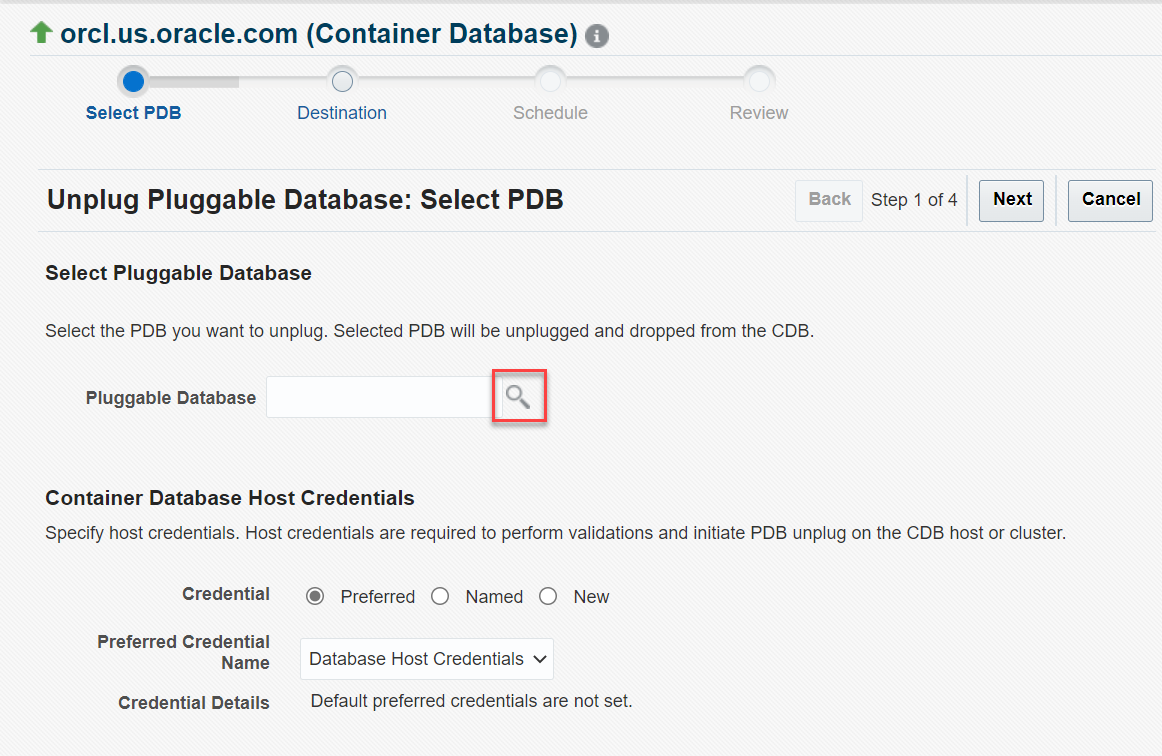 orcl.us.oracle.com (Container Database)
Select PDB
Destination
Schedule
Review
Unplug Pluggable Database: Select PDB
Back
Step 1 of 4
Next
Cancel
Select Pluggable Database
Select the PDB you want to unplug. Selected PDB will be unplugged and dropped from the CDB.
Pluggable Database
Container Database Host Credentials
Specify host credentials. Host credentials are required to perform validations and initiate PDB unplug on the CDB host or cluster.
Credential
Preferred
Named
New
Preferred Credential
Name
Database Host Credentials
Credential Details
Default preferred credentials are not set.